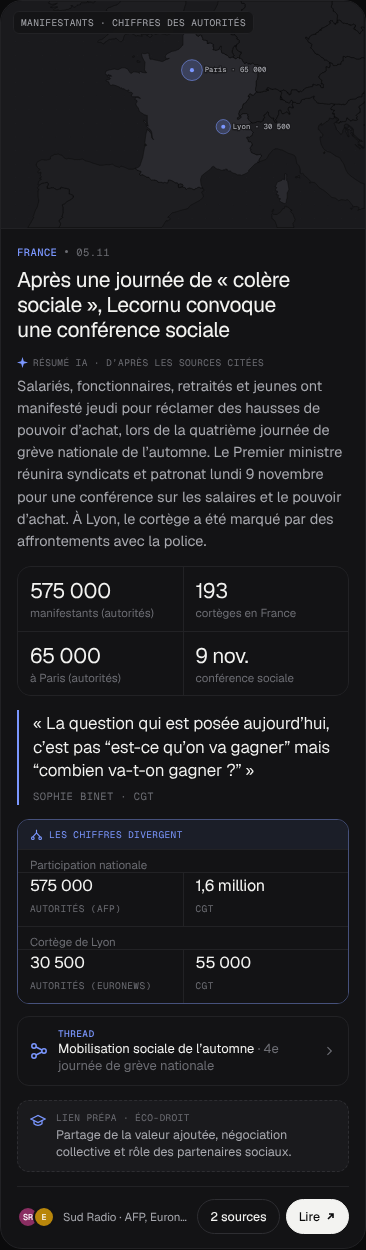 MANIFESTANTS · CHIFFRES DES AUTORITÉS
Paris · 65 000
Lyon · 30 500
FRANCE • 05.11
Après une journée de « colère
sociale », Lecornu convoque
une conférence sociale
RÉSUMÉ IA · D'APRÈS LES SOURCES CITÉES
Salariés, fonctionnaires, retraités et jeunes ont
manifesté jeudi pour réclamer des hausses de
pouvoir d'achat, lors de la quatrième journée de
grève nationale de l'automne. Le Premier ministre
réunira syndicats et patronat lundi 9 novembre
pour une conférence sur les salaires et le pouvoir
d'achat. À Lyon, le cortège a été marqué par des
affrontements avec la police.
575 000
manifestants (autorités)
193
cortèges en France
65 000
à Paris (autorités)
9 nov.
conférence sociale
« La question qui est posée aujourd'hui,
c'est pas “est-ce qu'on va gagner” mais
“combien va-t-on gagner ?” »
SOPHIE BINET · CGT
LES CHIFFRES DIVERGENT
Participation nationale
575 000
AUTORITÉS (AFP)
1,6 million
CGT
Cortège de Lyon
30 500
AUTORITÉS (EURONEWS)
55 000
CGT
THREAD
Mobilisation sociale de l'automne · 4e
journée de grève nationale
LIEN PRÉPA · ÉCO-DROIT
Partage de la valeur ajoutée, négociation
collective et rôle des partenaires sociaux.
SR E Sud Radio · AFP, Euron… 2 sources Lire